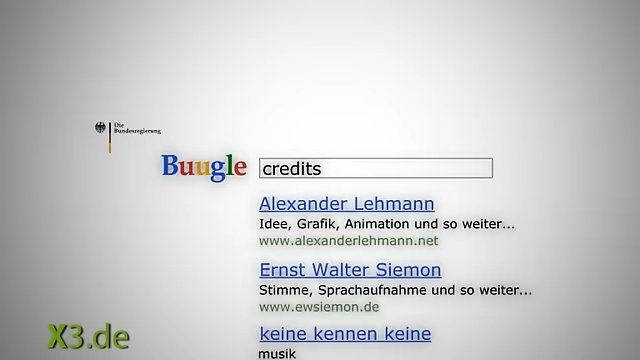 Die
Bundesregierung
Buugle credits
Alexander Lehmann
Idee, Grafik, Animation und so weiter...
www.alexanderlehmann.net
Ernst Walter Siemon
Stimme, Sprachaufnahme und so weiter...
www.ewsiemon.de
keine kennen keine
musik
X3.de